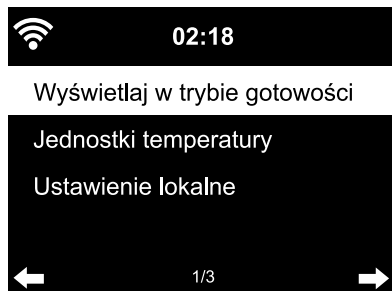 02:18
Wyświetlaj w trybie gotowości
Jednostki temperatury
Ustawienie lokalne
1/3